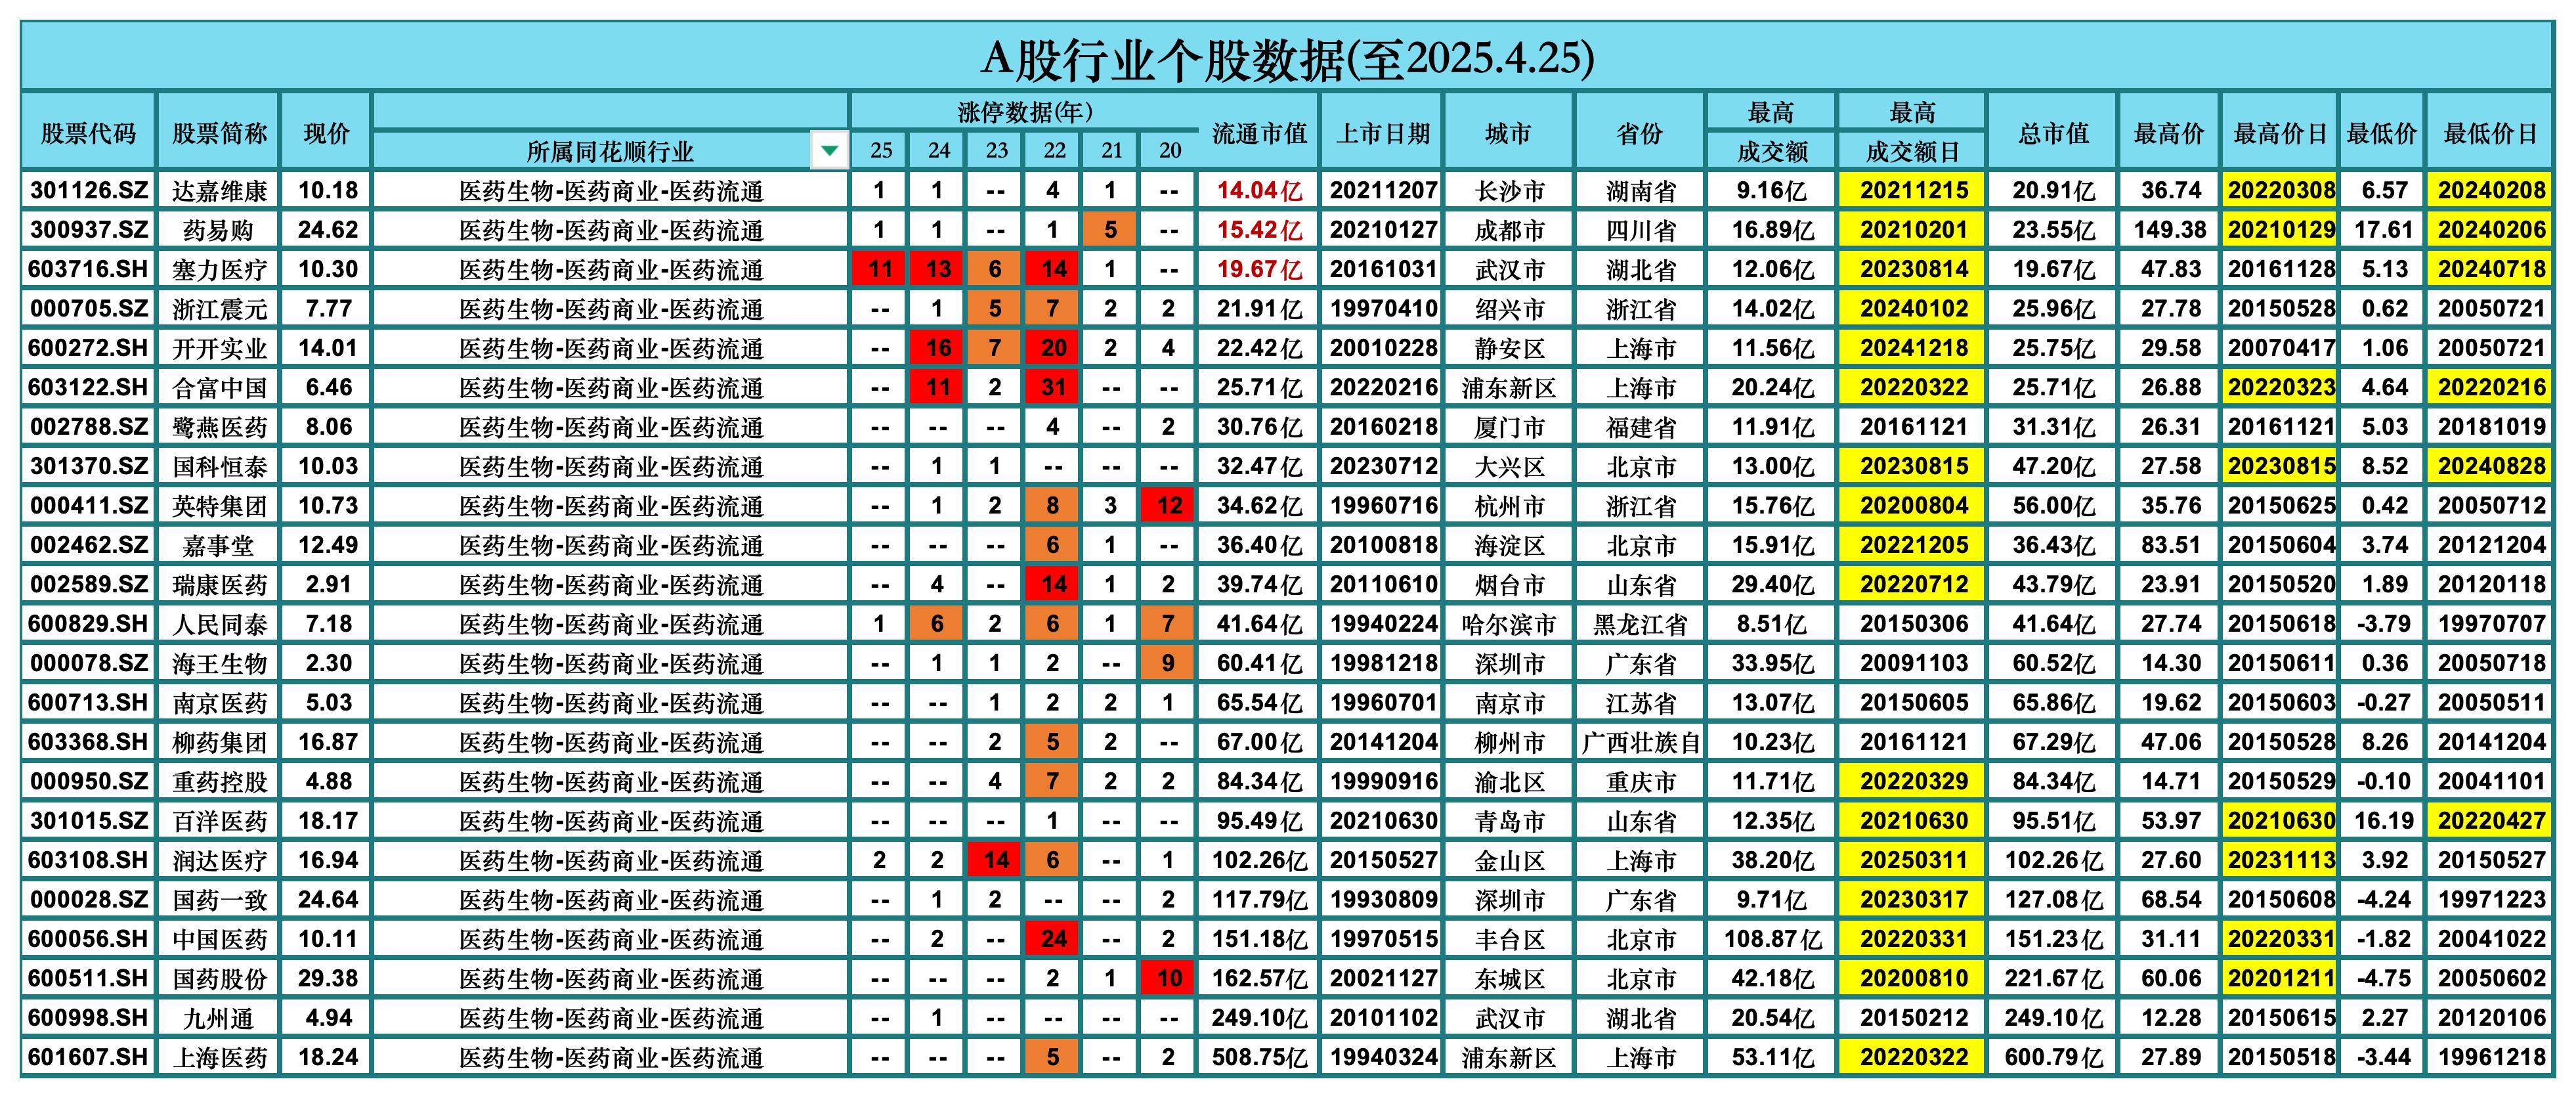 A股行业个股数据(至2025.4.25)
股票代码 股票简称 现价 所属同花顺行业 涨停数据(年) 25 24 23 22 21 20 流通市值 上市日期 城市 省份 最高成交额 最高成交额日 总市值 最高价 最高价日 最低价 最低价日
301126.SZ 达嘉维康 10.18 医药生物-医药商业-医药流通 1 1 -- 4 1 -- 14.04亿 20211207 长沙市 湖南省 9.16亿 20211215 20.91亿 36.74 20220308 6.57 20240208
300937.SZ 药易购 24.62 医药生物-医药商业-医药流通 1 1 -- 1 5 -- 15.42亿 20210127 成都市 四川省 16.89亿 20210201 23.55亿 149.38 20210129 17.61 20240206
603716.SH 塞力医疗 10.30 医药生物-医药商业-医药流通 11 13 6 14 1 -- 19.67亿 20161031 武汉市 湖北省 12.06亿 20230814 19.67亿 47.83 20161128 5.13 20240718
000705.SZ 浙江震元 7.77 医药生物-医药商业-医药流通 -- 1 5 7 2 2 21.91亿 19970410 绍兴市 浙江省 14.02亿 20240102 25.96亿 27.78 20150528 0.62 20050721
600272.SH 开开实业 14.01 医药生物-医药商业-医药流通 -- 16 7 20 2 4 22.42亿 20010228 静安区 上海市 11.56亿 20241218 25.75亿 29.58 20070417 1.06 20050721
603122.SH 合富中国 6.46 医药生物-医药商业-医药流通 -- 11 2 31 -- -- 25.71亿 20220216 浦东新区 上海市 20.24亿 20220322 25.71亿 26.88 20220323 4.64 20220216
002788.SZ 鹭燕医药 8.06 医药生物-医药商业-医药流通 -- -- -- 4 -- 2 30.76亿 20160218 厦门市 福建省 11.91亿 20161121 31.31亿 26.31 20161121 5.03 20181019
301370.SZ 国科恒泰 10.03 医药生物-医药商业-医药流通 -- 1 1 -- -- -- 32.47亿 20230712 大兴区 北京市 13.00亿 20230815 47.20亿 27.58 20230815 8.52 20240828
000411.SZ 英特集团 10.73 医药生物-医药商业-医药流通 -- 1 2 8 3 12 34.62亿 19960716 杭州市 浙江省 15.76亿 20200804 56.00亿 35.76 20150625 0.42 20050712
002462.SZ 嘉事堂 12.49 医药生物-医药商业-医药流通 -- -- -- 6 1 -- 36.40亿 20100818 海淀区 北京市 15.91亿 20221205 36.43亿 83.51 20150604 3.74 20121204
002589.SZ 瑞康医药 2.91 医药生物-医药商业-医药流通 -- 4 -- 14 1 2 39.74亿 20110610 烟台市 山东省 29.40亿 20220712 43.79亿 23.91 20150520 1.89 20120118
600829.SH 人民同泰 7.18 医药生物-医药商业-医药流通 1 6 2 6 1 7 41.64亿 19940224 哈尔滨市 黑龙江省 8.51亿 20150306 41.64亿 27.74 20150618 -3.79 19970707
000078.SZ 海王生物 2.30 医药生物-医药商业-医药流通 -- 1 1 2 -- 9 60.41亿 19981218 深圳市 广东省 33.95亿 20091103 60.52亿 14.30 20150611 0.36 20050718
600713.SH 南京医药 5.03 医药生物-医药商业-医药流通 -- -- 1 2 2 1 65.54亿 19960701 南京市 江苏省 13.07亿 20150605 65.86亿 19.62 20150603 -0.27 20050511
603368.SH 柳药集团 16.87 医药生物-医药商业-医药流通 -- -- 2 5 2 -- 67.00亿 20141204 柳州市 广西壮族自 10.23亿 20161121 67.29亿 47.06 20150528 8.26 20141204
000950.SZ 重药控股 4.88 医药生物-医药商业-医药流通 -- -- 4 7 2 2 84.34亿 19990916 渝北区 重庆市 11.71亿 20220329 84.34亿 14.71 20150529 -0.10 20041101
301015.SZ 百洋医药 18.17 医药生物-医药商业-医药流通 -- -- -- 1 -- -- 95.49亿 20210630 青岛市 山东省 12.35亿 20210630 95.51亿 53.97 20210630 16.19 20220427
603108.SH 润达医疗 16.94 医药生物-医药商业-医药流通 2 2 14 6 -- 1 102.26亿 20150527 金山区 上海市 38.20亿 20250311 102.26亿 27.60 20231113 3.92 20150527
000028.SZ 国药一致 24.64 医药生物-医药商业-医药流通 -- 1 2 -- -- 2 117.79亿 19930809 深圳市 广东省 9.71亿 20230317 127.08亿 68.54 20150608 -4.24 19971223
600056.SH 中国医药 10.11 医药生物-医药商业-医药流通 -- 2 -- 24 -- 2 151.18亿 19970515 丰台区 北京市 108.87亿 20220331 151.23亿 31.11 20220331 -1.82 20041022
600511.SH 国药股份 29.38 医药生物-医药商业-医药流通 -- -- -- 2 1 10 162.57亿 20021127 东城区 北京市 42.18亿 20200810 221.67亿 60.06 20201211 -4.75 20050602
600998.SH 九州通 4.94 医药生物-医药商业-医药流通 -- 1 -- -- -- -- 249.10亿 20101102 武汉市 湖北省 20.54亿 20150212 249.10亿 12.28 20150615 2.27 20120106
601607.SH 上海医药 18.24 医药生物-医药商业-医药流通 -- -- -- 5 -- 2 508.75亿 19940324 浦东新区 上海市 53.11亿 20220322 600.79亿 27.89 20150518 -3.44 19961218